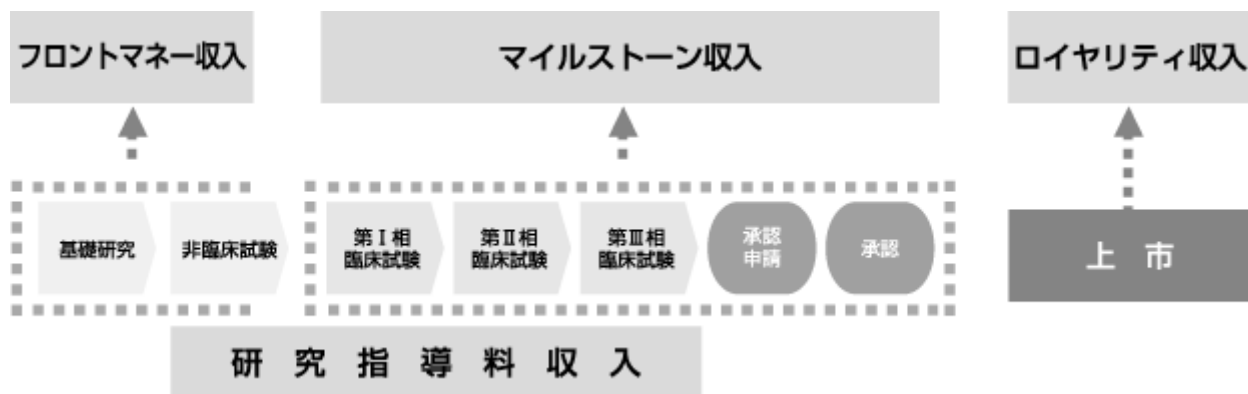 フロントマネー収入
マイルストーン収入
ロイヤリティ収入
基礎研究
非臨床試験
第Ⅰ相
臨床試験
第Ⅱ相
臨床試験
第Ⅲ相
臨床試験
承認
申請
承認
上市
研究指導料収入